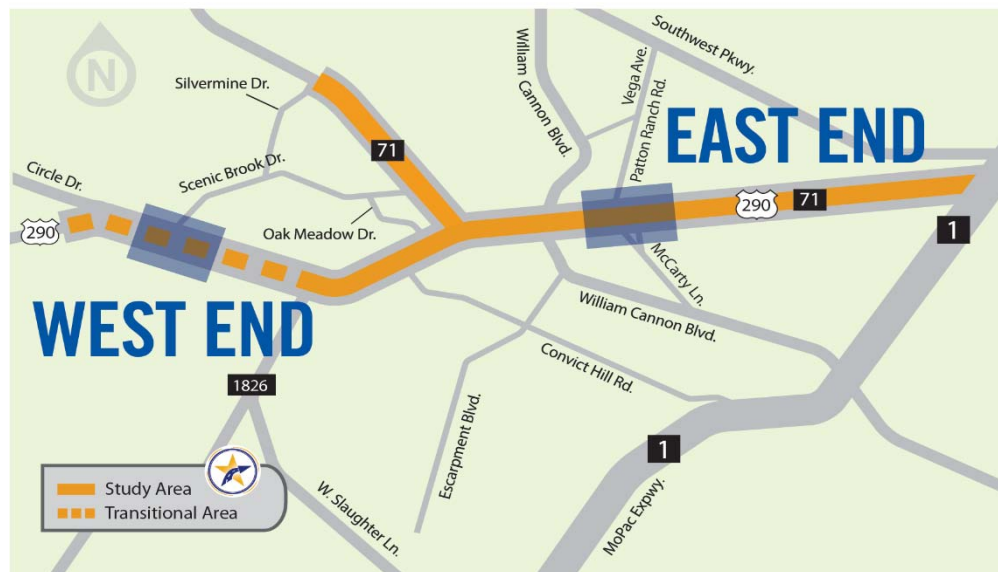 N
Southwest Pkwy.
William Cannon Blvd.
Vega Ave.
Patton Ranch Rd.
Silvermine Dr.
EAST END
71
Scenic Brook Dr.
Circle Dr.
290
71
290
Oak Meadow Dr.
1
McCarty Ln.
WEST END
William Cannon Blvd.
Convict Hill Rd.
1826
Escarpment Blvd.
1
Study Area
Transitional Area
W. Slaughter Ln.
MoPac Expwy.